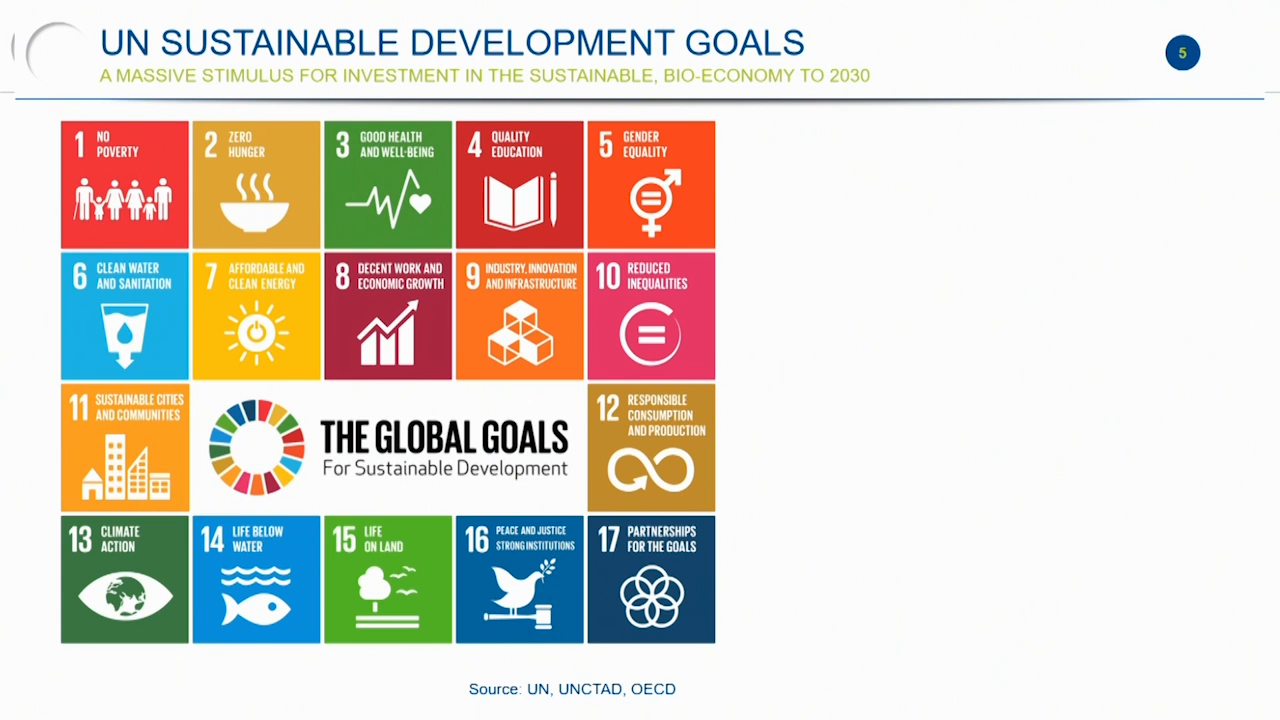 UN SUSTAINABLE DEVELOPMENT GOALS
A MASSIVE STIMULUS FOR INVESTMENT IN THE SUSTAINABLE, BIO-ECONOMY TO 2030
5
1 NO
POVERTY
2 ZERO
HUNGER
3 GOOD HEALTH
AND WELL-BEING
4 QUALITY
EDUCATION
5 GENDER
EQUALITY
6 CLEAN WATER
AND SANITATION
7 AFFORDABLE AND
CLEAN ENERGY
8 DECENT WORK AND
ECONOMIC GROWTH
9 INDUSTRY, INNOVATION
AND INFRASTRUCTURE
10 REDUCED
INEQUALITIES
11 SUSTAINABLE CITIES
AND COMMUNITIES
THE GLOBAL GOALS
For Sustainable Development
12 RESPONSIBLE
CONSUMPTION
AND PRODUCTION
13 CLIMATE
ACTION
14 LIFE BELOW
WATER
15 LIFE
ON LAND
16 PEACE AND JUSTICE
STRONG INSTITUTIONS
17 PARTNERSHIPS
FOR THE GOALS
Source: UN, UNCTAD, OECD